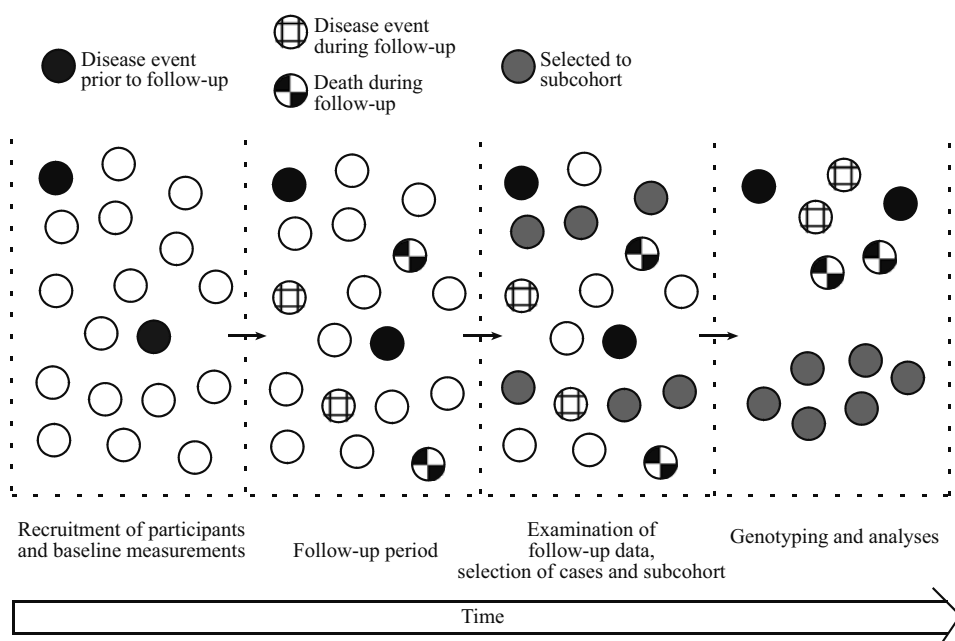 Disease event
prior to follow-up
Disease event
during follow-up
Death during
follow-up
Selected to
subcohort
Recruitment of participants
and baseline measurements
Follow-up period
Examination of
follow-up data,
selection of cases and subcohort
Genotyping and analyses
Time